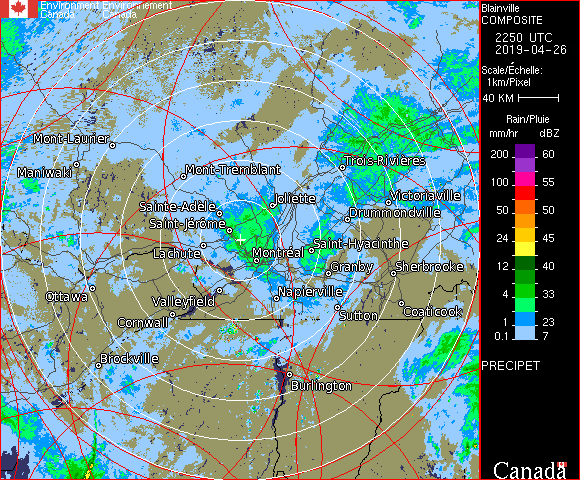 Environment Environnement
Canada Canada
Blainville
COMPOSITE
2250 UTC
2019-04-26
Scale/Échelle:
1km/Pixel
40 KM
Rain/Pluie
mm/hr dBZ
200 60
100 55
50 50
24 45
12 40
4 33
1 23
0.1 7
PRECIPET
Canada
Mont-Laurier
Maniwaki
Mont-Tremblant
Trois-Rivières
Joliette
Victoriaville
Sainte-Adèle
Drummondville
Saint-Jérôme
Saint-Hyacinthe
Lachute
Montréal
Granby
Sherbrooke
Ottawa
Valleyfield
Napierville
Coaticook
Cornwall
Sutton
Brockville
Burlington